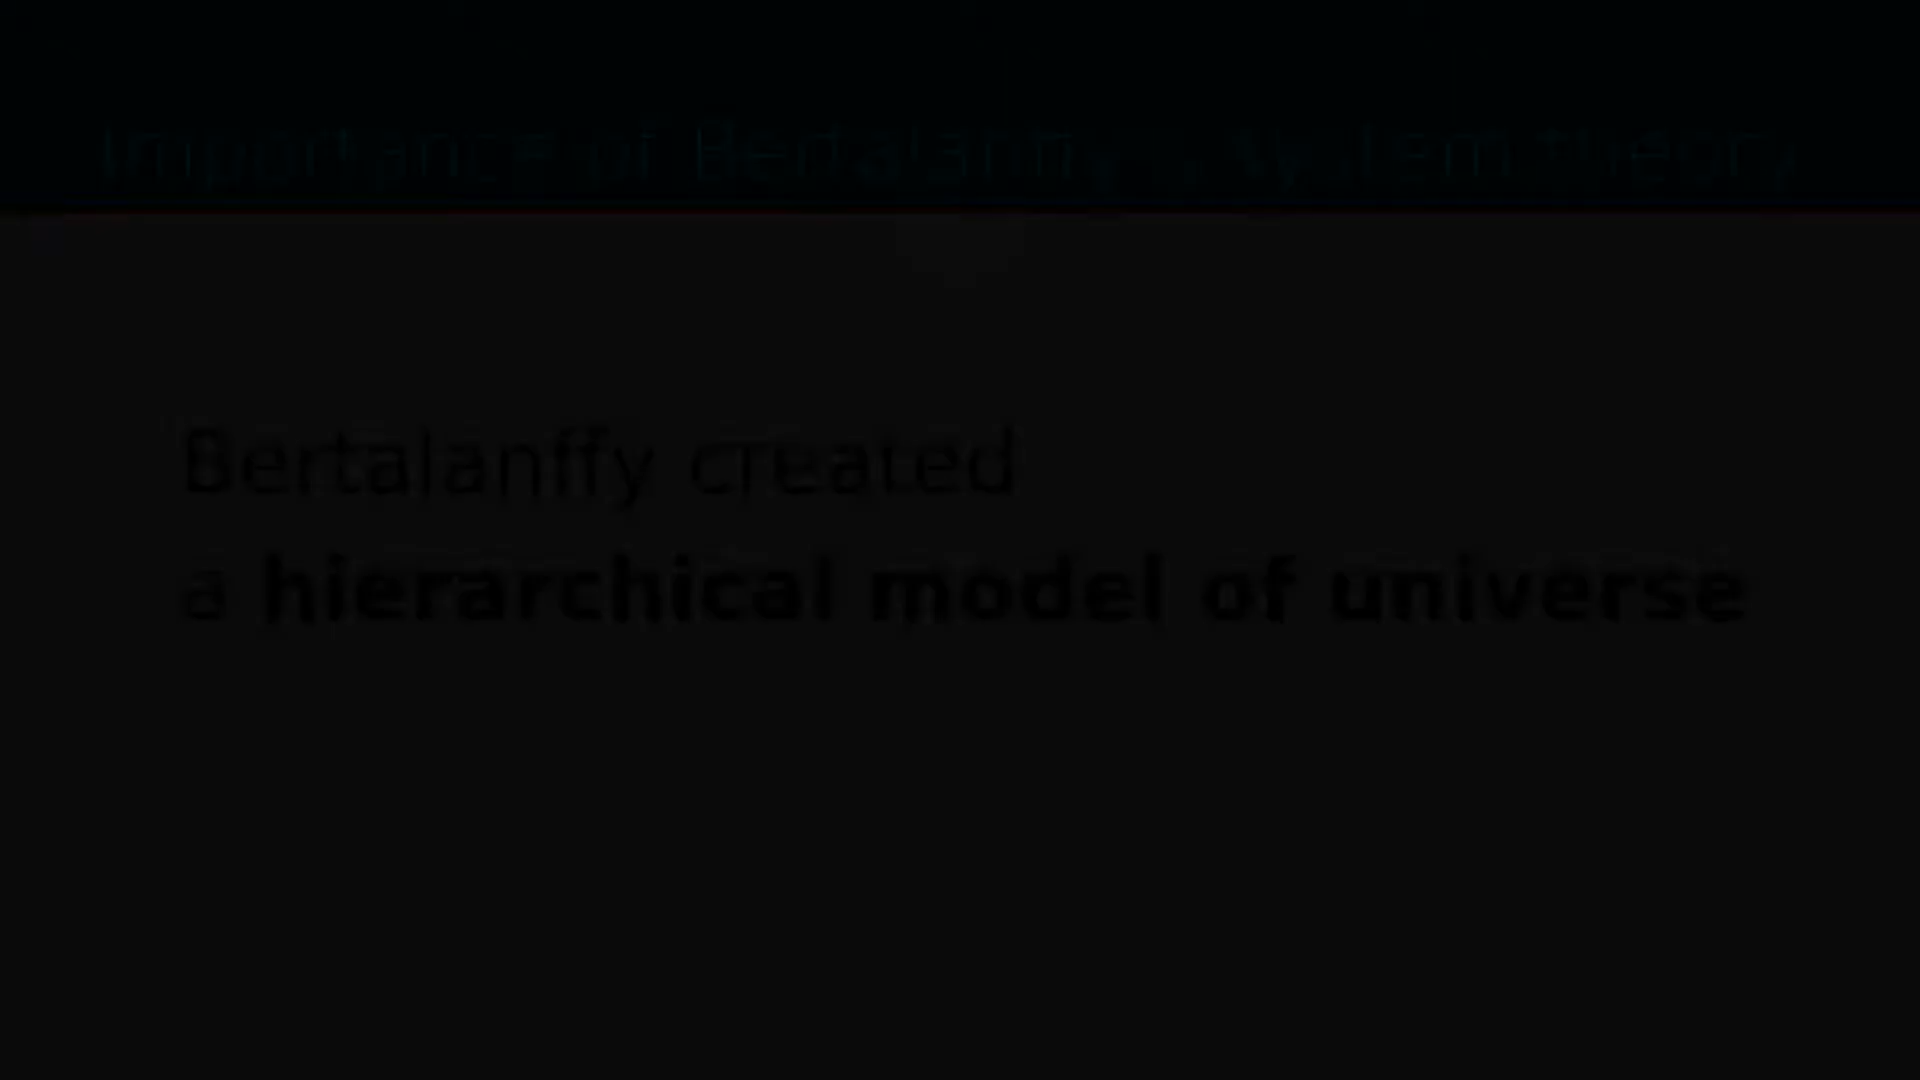 Importance of Bertalanffy's system theory
Bertalanffy created
a hierarchical model of universe